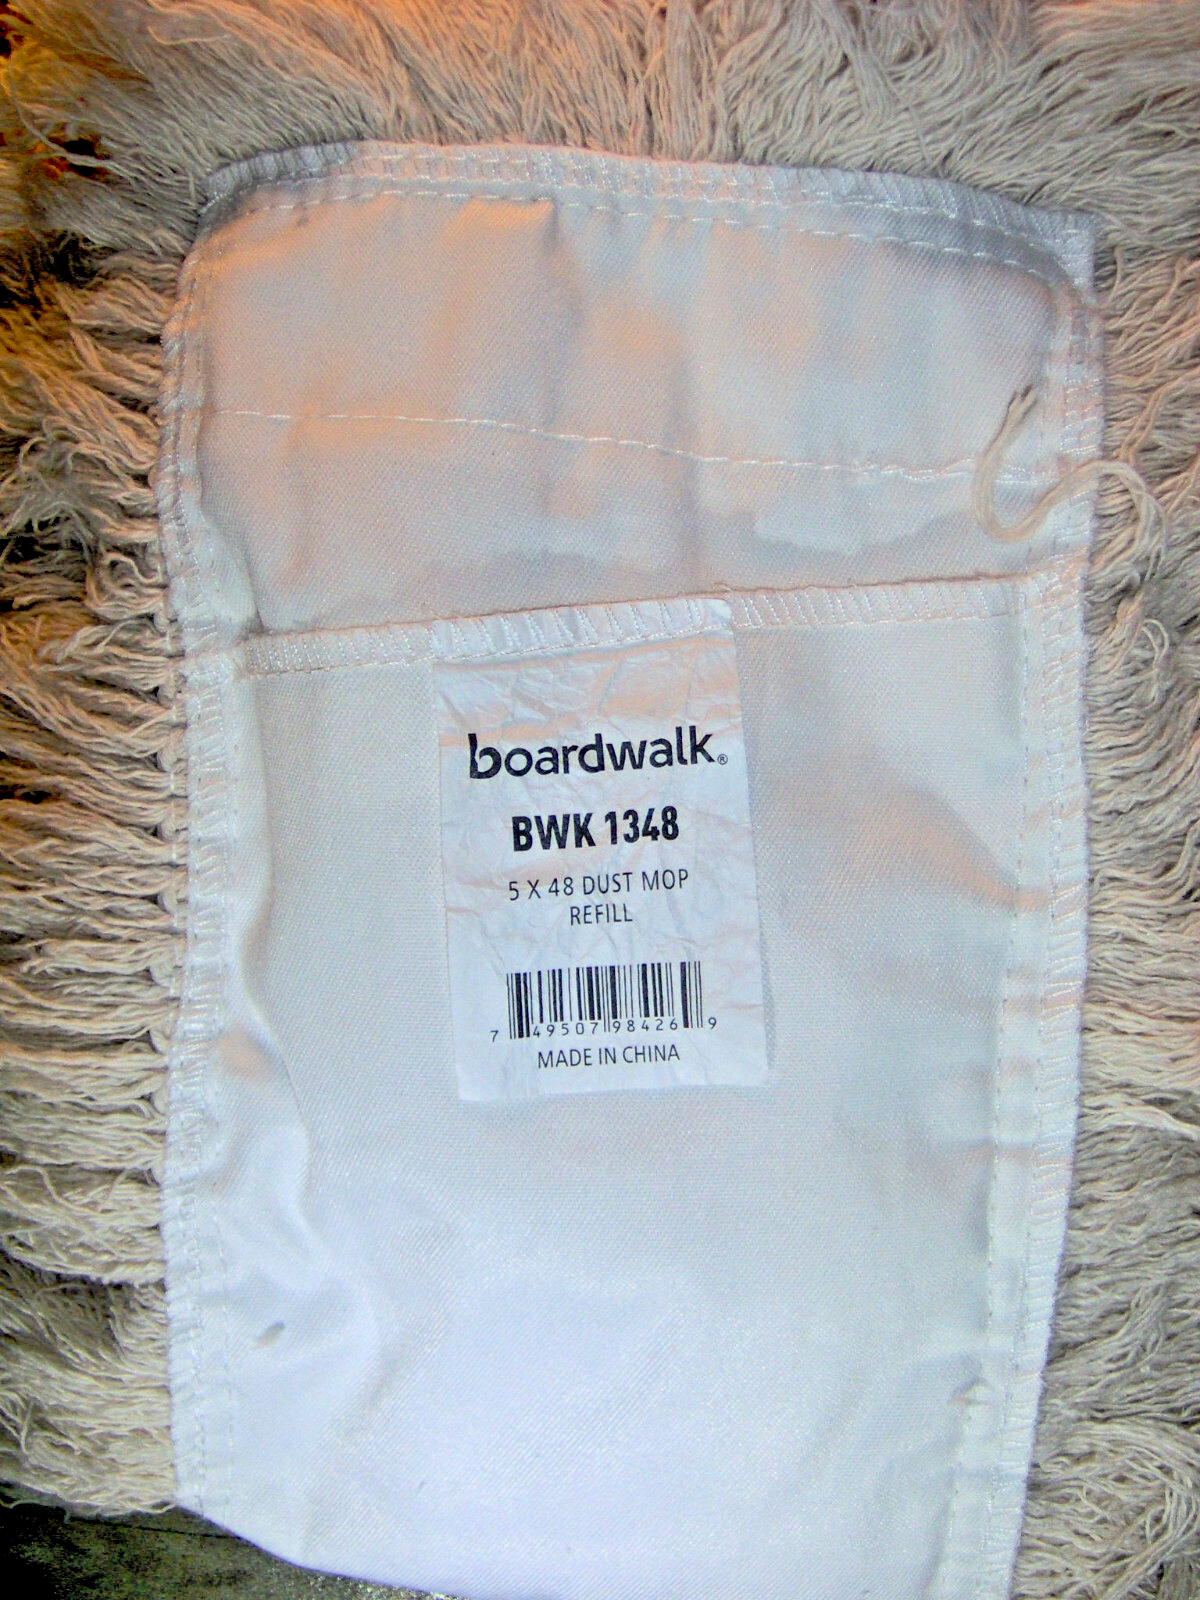 boardwalk®
BWK 1348
5 X 48 DUST MOP
REFILL
7 49507 98426 9
MADE IN CHINA